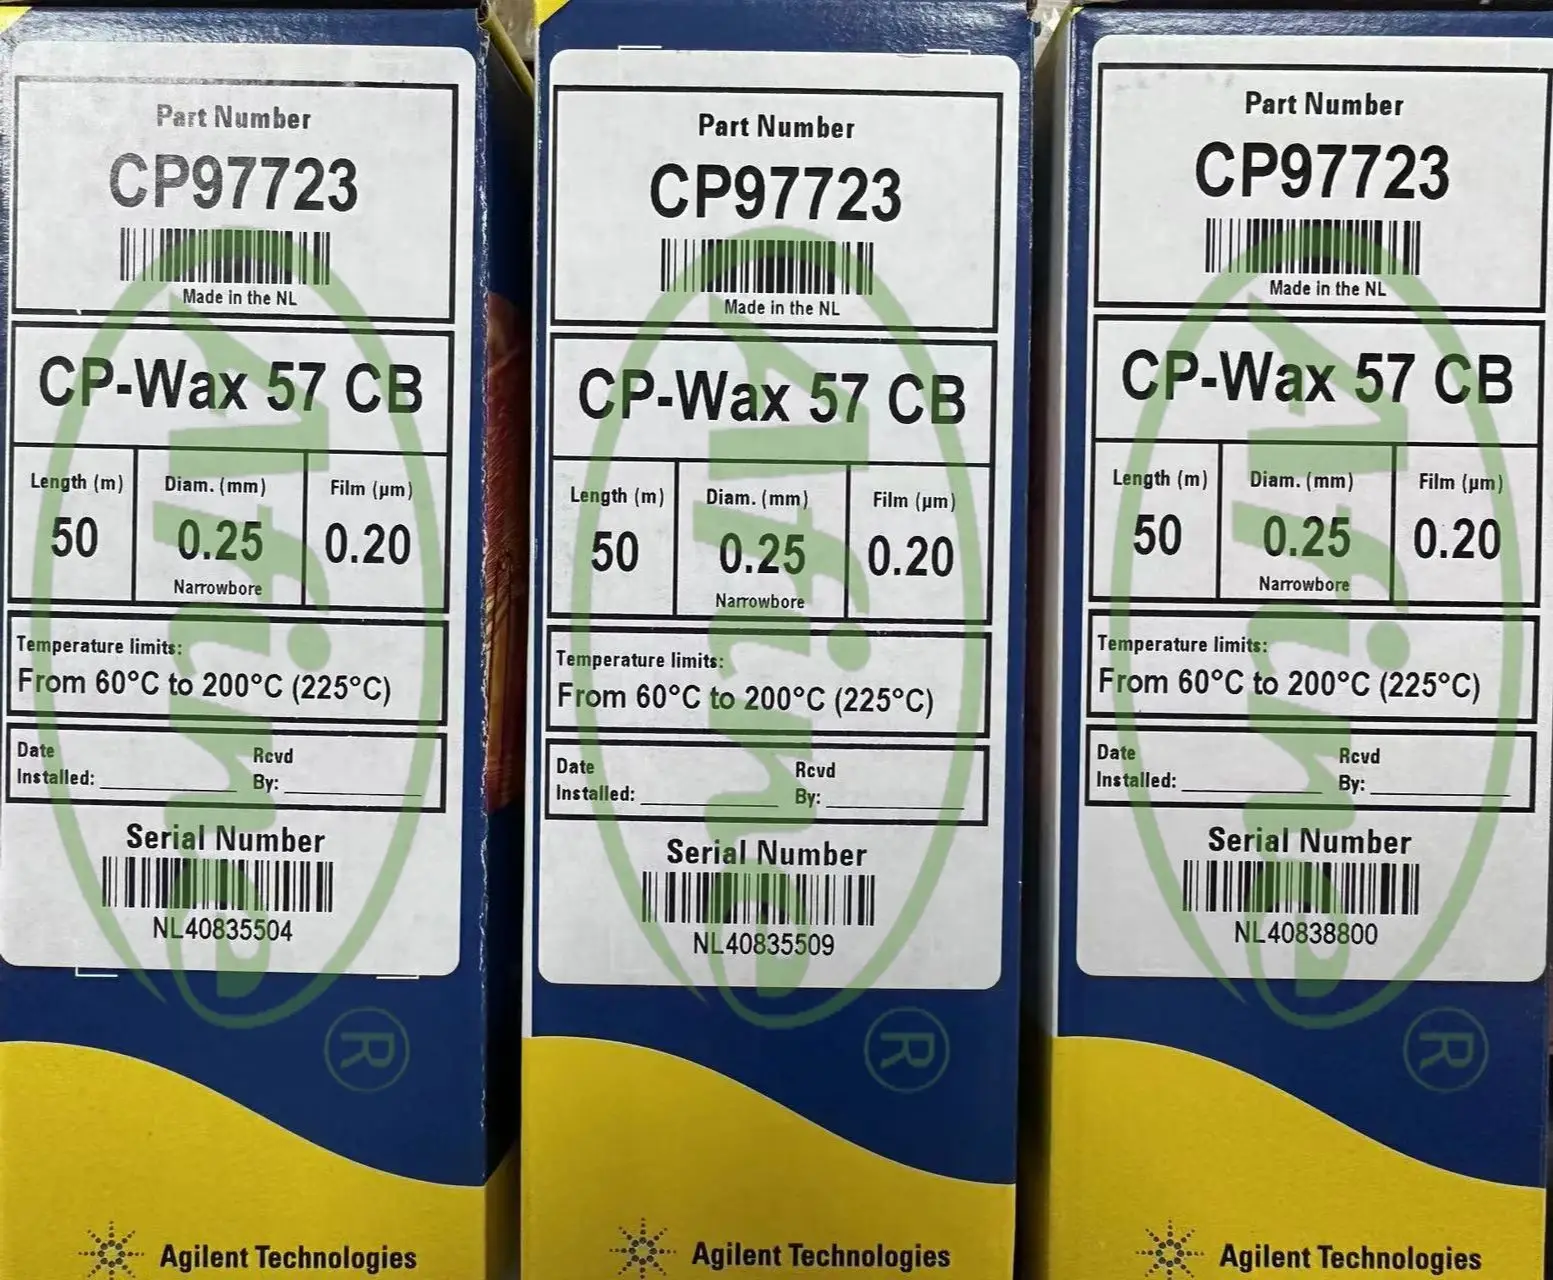 Part Number
CP97723
Made in the NL
CP-Wax 57 CB
Length (m) Diam. (mm) Film (µm)
50 0.25 0.20
Narrowbore
Temperature limits:
From 60°C to 200°C (225°C)
Date Rcvd
Installed: By:
Serial Number
NL40835504
Agilent Technologies
Part Number
CP97723
Made in the NL
CP-Wax 57 CB
Length (m) Diam. (mm) Film (µm)
50 0.25 0.20
Narrowbore
Temperature limits:
From 60°C to 200°C (225°C)
Date Rcvd
Installed: By:
Serial Number
NL40835509
Agilent Technologies
Part Number
CP97723
Made in the NL
CP-Wax 57 CB
Length (m) Diam. (mm) Film (µm)
50 0.25 0.20
Narrowbore
Temperature limits:
From 60°C to 200°C (225°C)
Date Rcvd
Installed: By:
Serial Number
NL40838800
Agilent Technologies
Afine ®
Afine ®
Afine ®